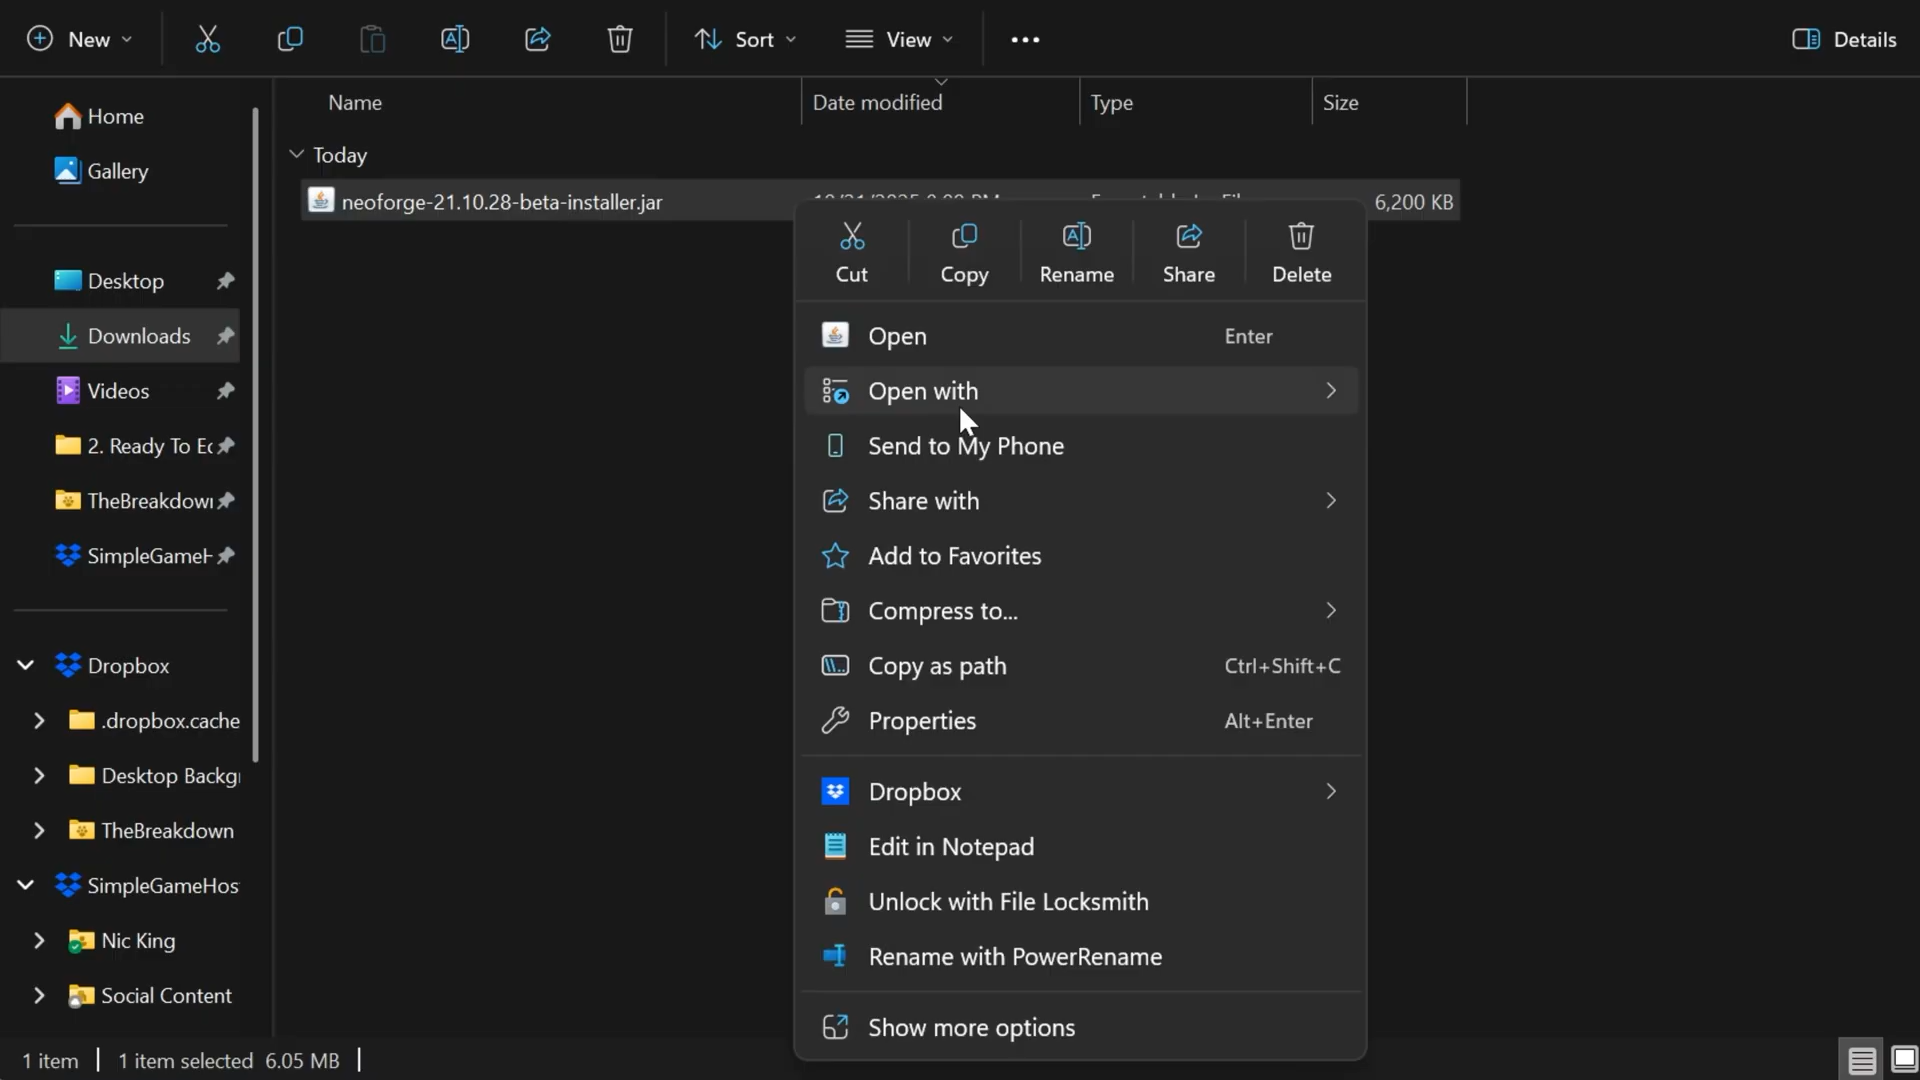 New
Sort
View
Details
Name
Date modified
Type
Size
Home
Gallery
Desktop
Downloads
Videos
2. Ready To Ec
TheBreakdow
SimpleGameH
Dropbox
.dropbox.cache
Desktop Backg
TheBreakdown
SimpleGameHos
Nic King
Social Content
Today
neoforge-21.10.28-beta-installer.jar
6,200 KB
Cut
Copy
Rename
Share
Delete
Open Enter
Open with
Send to My Phone
Share with
Add to Favorites
Compress to...
Copy as path Ctrl+Shift+C
Properties Alt+Enter
Dropbox
Edit in Notepad
Unlock with File Locksmith
Rename with PowerRename
Show more options
1 item
1 item selected 6.05 MB